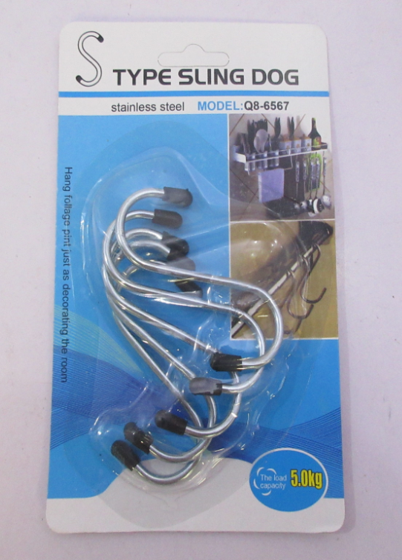 S TYPE SLING DOG
stainless steel MODEL:Q8-6567
Hang foliage pint just as decorating the room
The load
capacity 5.0kg